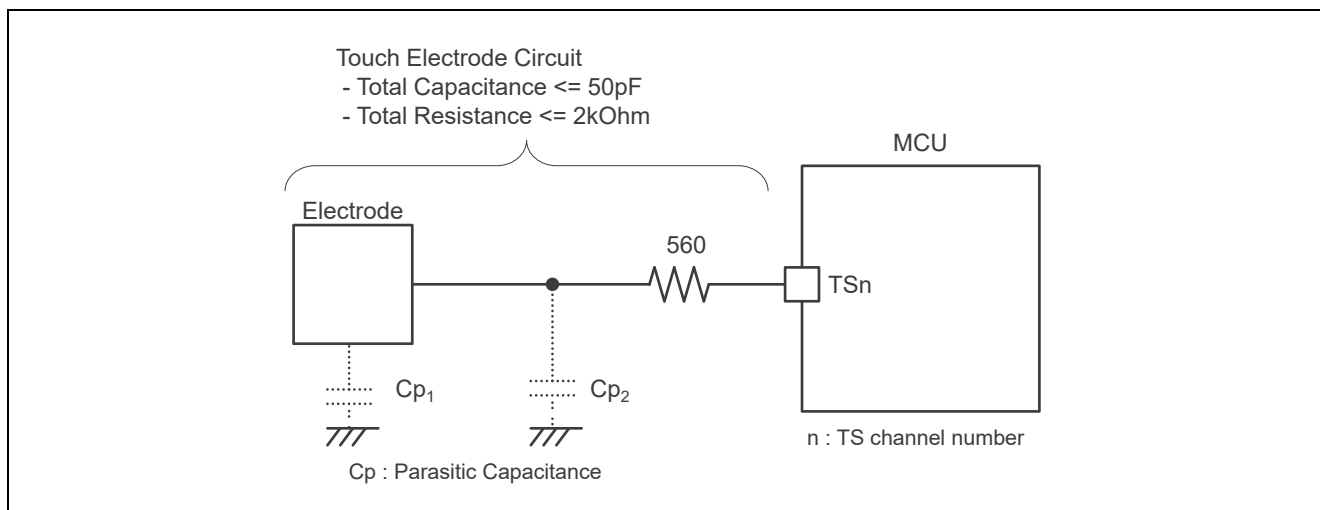 Touch Electrode Circuit
- Total Capacitance <= 50pF
- Total Resistance <= 2kOhm
MCU
Electrode
560
TSn
Cp₁
Cp₂
n : TS channel number
Cp : Parasitic Capacitance